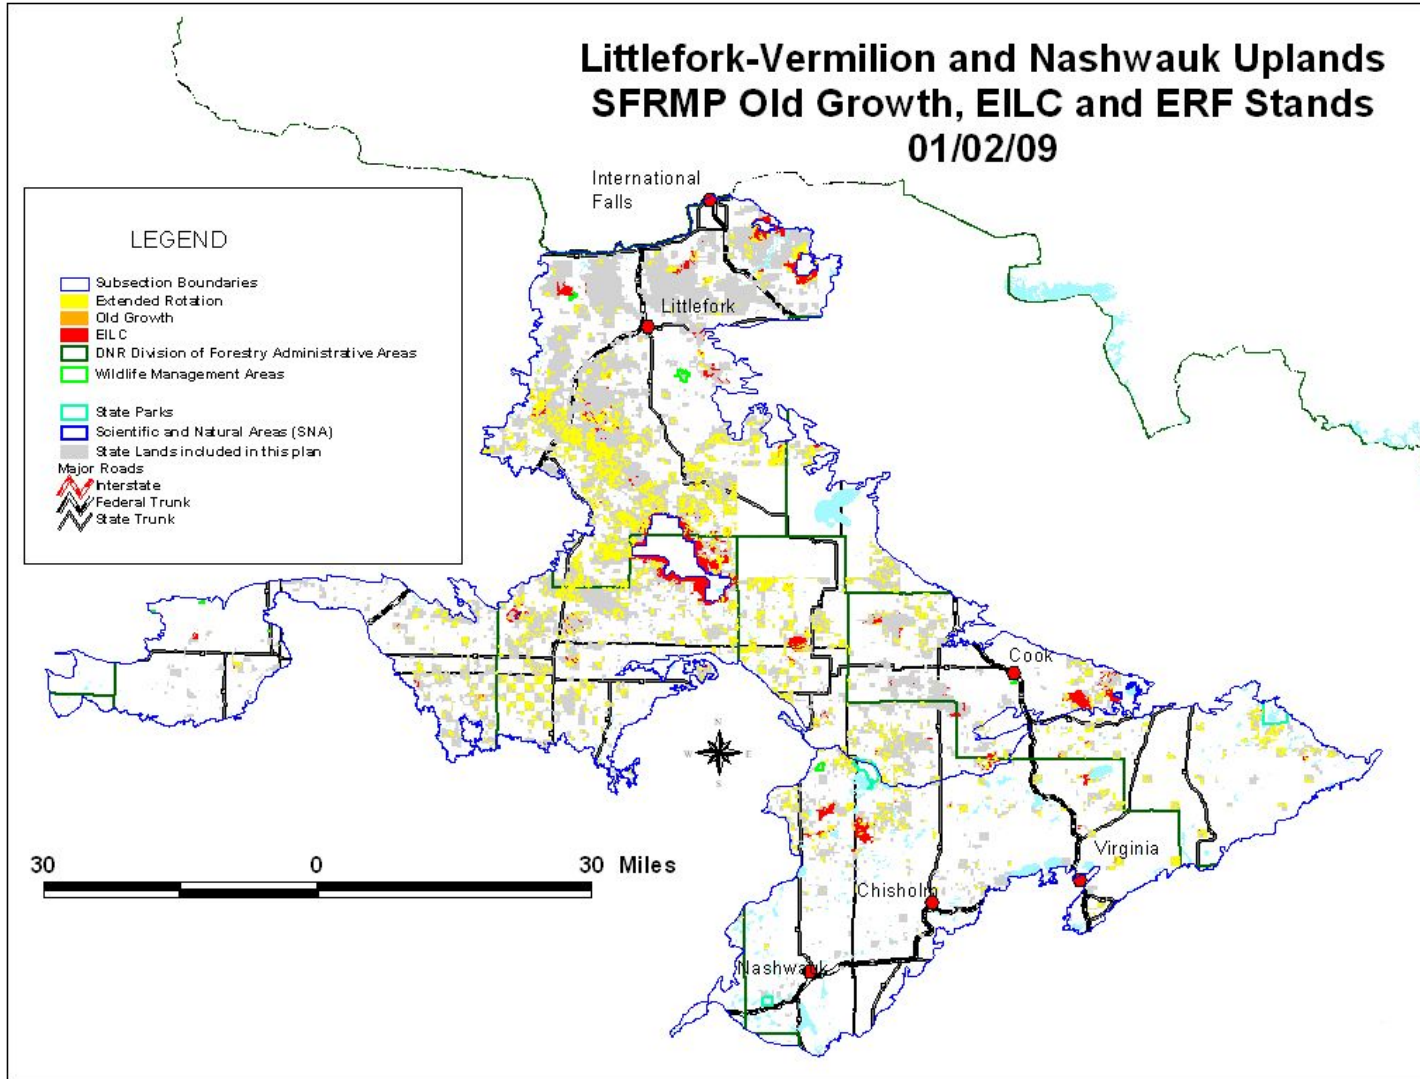 Littlefork-Vermilion and Nashwauk Uplands
SFRMP Old Growth, EILC and ERF Stands
01/02/09
International
Falls
LEGEND
Subsection Boundaries
Extended Rotation
Old Growth
EILC
DNR Division of Forestry Administrative Areas
Wildlife Management Areas
State Parks
Scientific and Natural Areas (SNA)
State Lands included in this plan
Major Roads
Interstate
Federal Trunk
State Trunk
Littlefork
Cook
N
W E
S
Virginia
30 0 30 Miles
Chisholm
Nashwauk